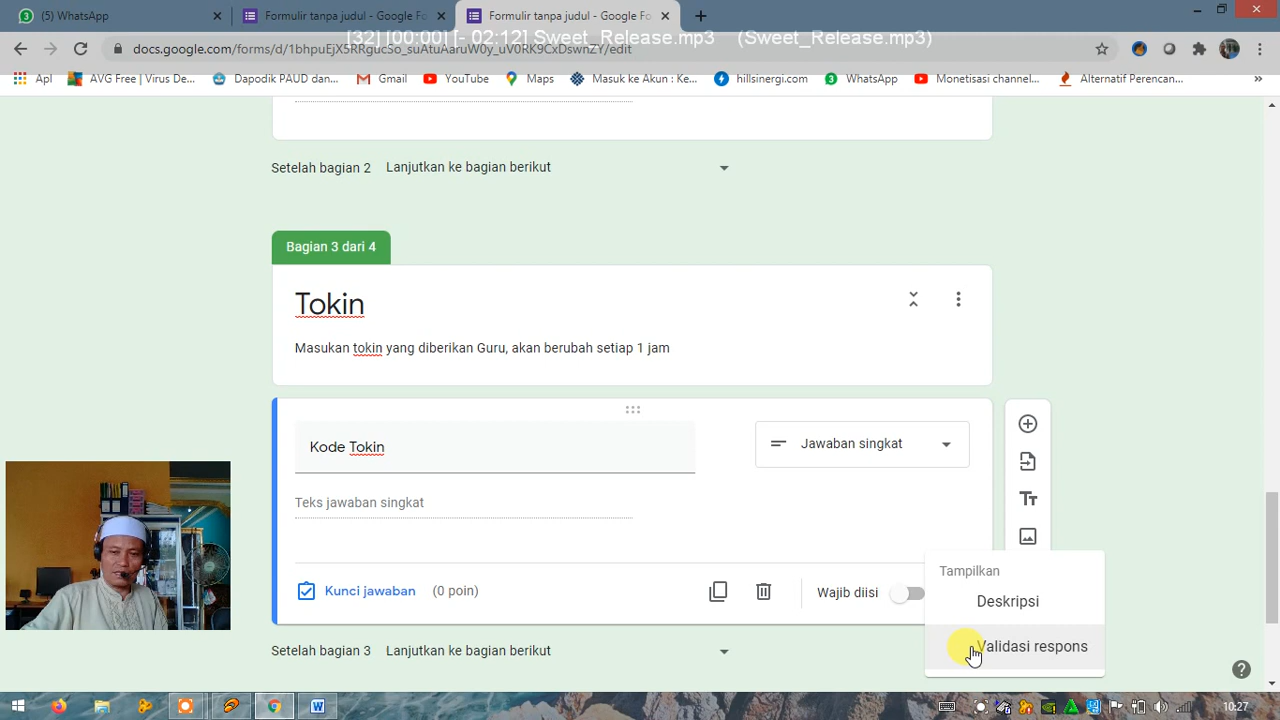 (5) WhatsApp
Formulir tanpa judul - Google Fo
Formulir tanpa judul - Google Fo
[32] [00:00] [- 02:12] Sweet_Release.mp3 (Sweet_Release.mp3)
docs.google.com/forms/d/1bhpuEjX5RRgucSo_suAtuAaruW0y_uV0RK9CxDswnZY/edit
Apl
AVG Free | Virus De...
Dapodik PAUD dan...
Gmail
YouTube
Maps
Masuk ke Akun : Ke...
hillsinergi.com
WhatsApp
Monetisasi channel...
Alternatif Perencan...
»
Setelah bagian 2 Lanjutkan ke bagian berikut
Bagian 3 dari 4
Tokin
Masukan tokin yang diberikan Guru, akan berubah setiap 1 jam
Kode Tokin
Jawaban singkat
Teks jawaban singkat
Tampilkan
Kunci jawaban (0 poin)
Wajib diisi
Deskripsi
Validasi respons
Setelah bagian 3 Lanjutkan ke bagian berikut
10:27